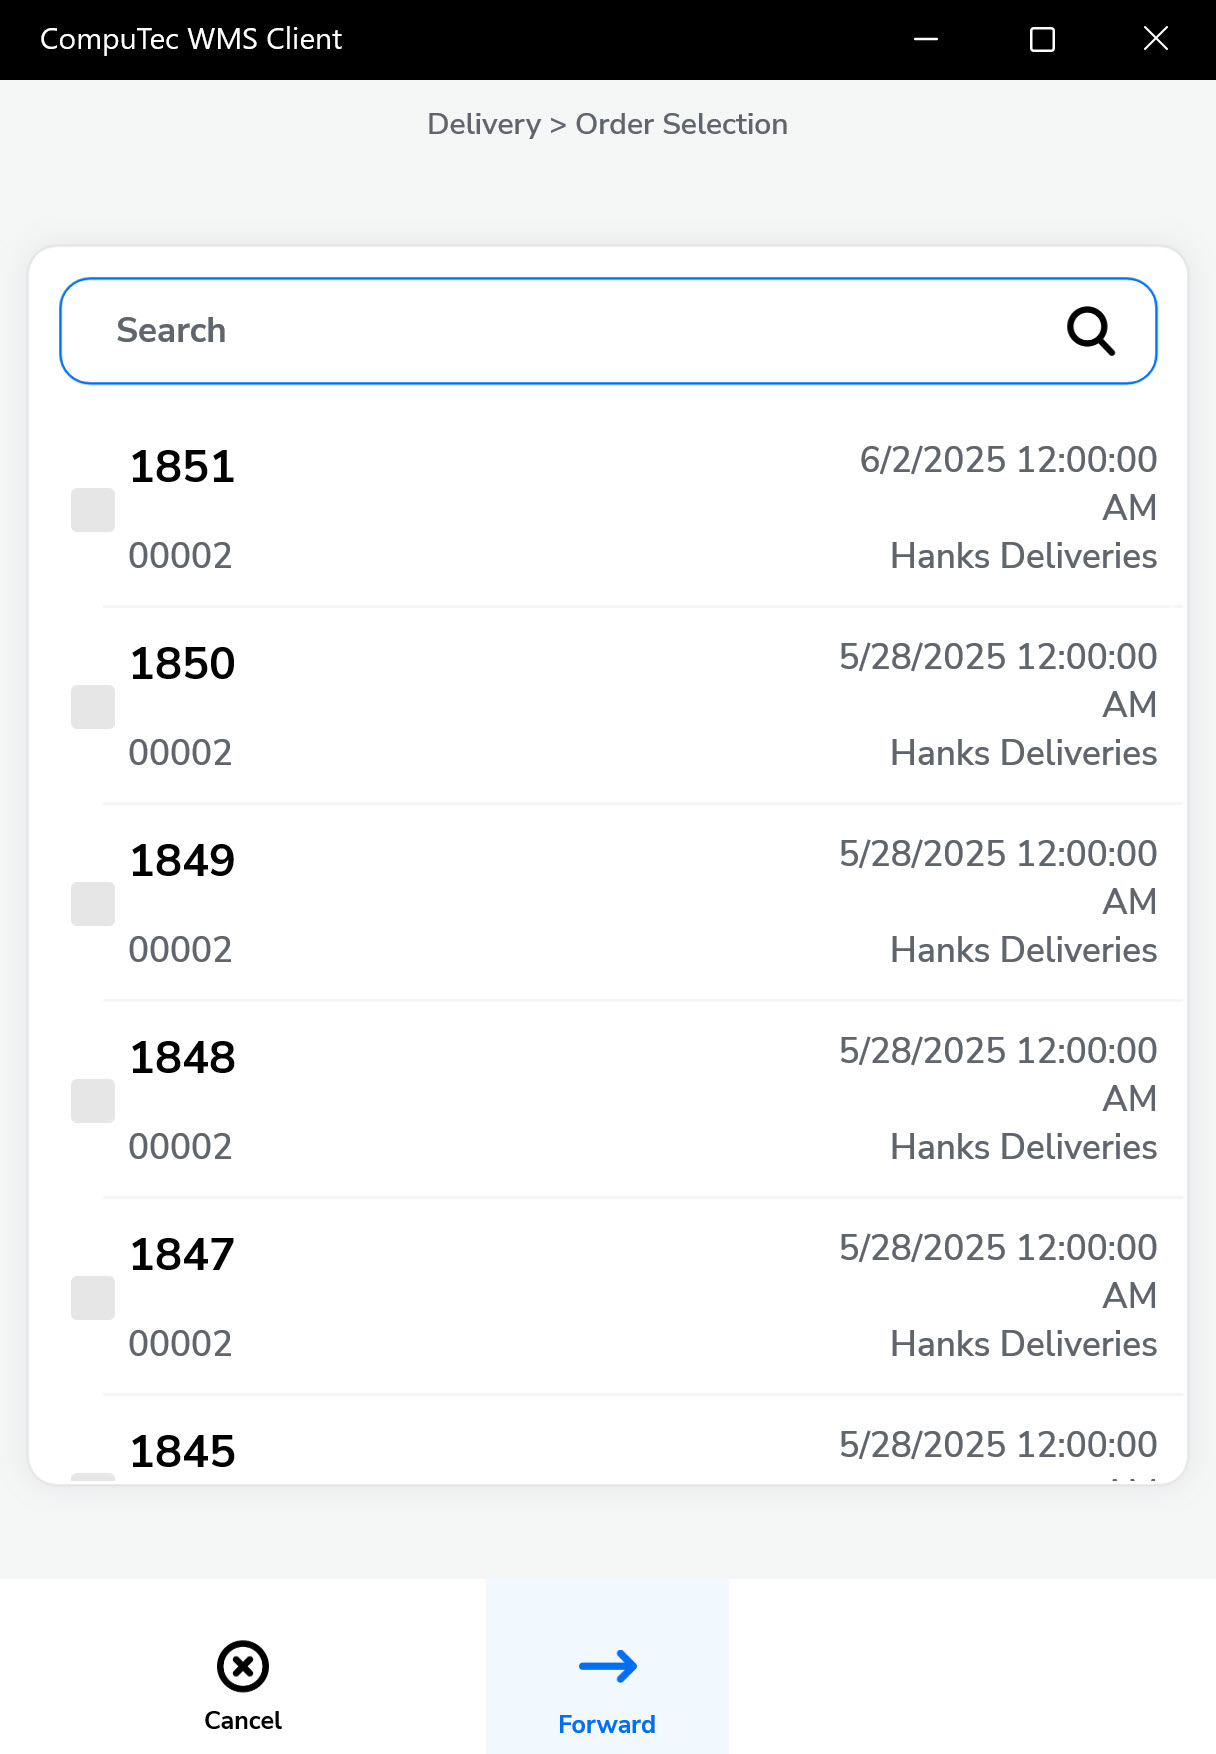 CompuTec WMS Client
Delivery > Order Selection
Search
1851
6/2/2025 12:00:00
AM
00002
Hanks Deliveries
1850
5/28/2025 12:00:00
AM
00002
Hanks Deliveries
1849
5/28/2025 12:00:00
AM
00002
Hanks Deliveries
1848
5/28/2025 12:00:00
AM
00002
Hanks Deliveries
1847
5/28/2025 12:00:00
AM
00002
Hanks Deliveries
1845
5/28/2025 12:00:00
Cancel
Forward